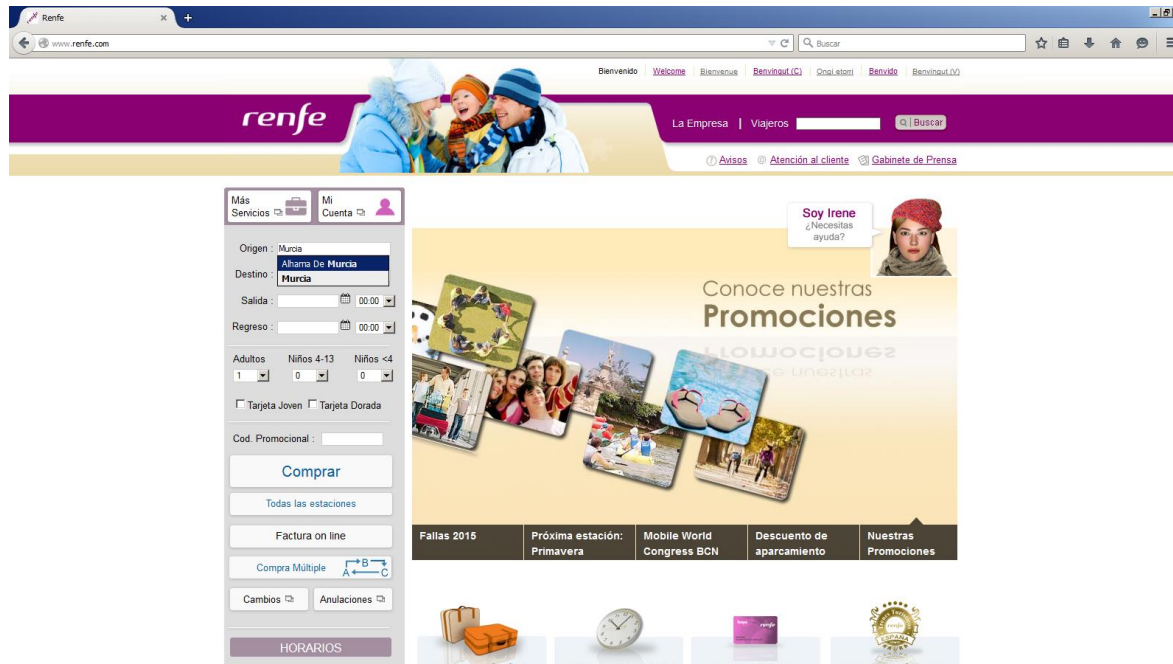 Renfe
www.renfe.com
Buscar
Bienvenido Welcome Bienvenue Benvingut (C) Ongi etorri Benvido Benvingut (V)
renfe
La Empresa | Viajeros Buscar
Avisos Atención al cliente Gabinete de Prensa
Más Servicios
Mi Cuenta
Origen : Murcia
Alhama De Murcia
Destino :
Murcia
Salida : 00:00
Regreso : 00:00
Adultos Niños 4-13 Niños <4
1 0 0
Tarjeta Joven Tarjeta Dorada
Cod. Promocional :
Comprar
Todas las estaciones
Factura on line
Compra Múltiple A B C
Cambios Anulaciones
HORARIOS
Soy Irene
¿Necesitas
ayuda?
Conoce nuestras
Promociones
Fallas 2015
Próxima estación:
Primavera
Mobile World
Congress BCN
Descuento de
aparcamiento
Nuestras
Promociones
renfe
renfe
ESPAÑA